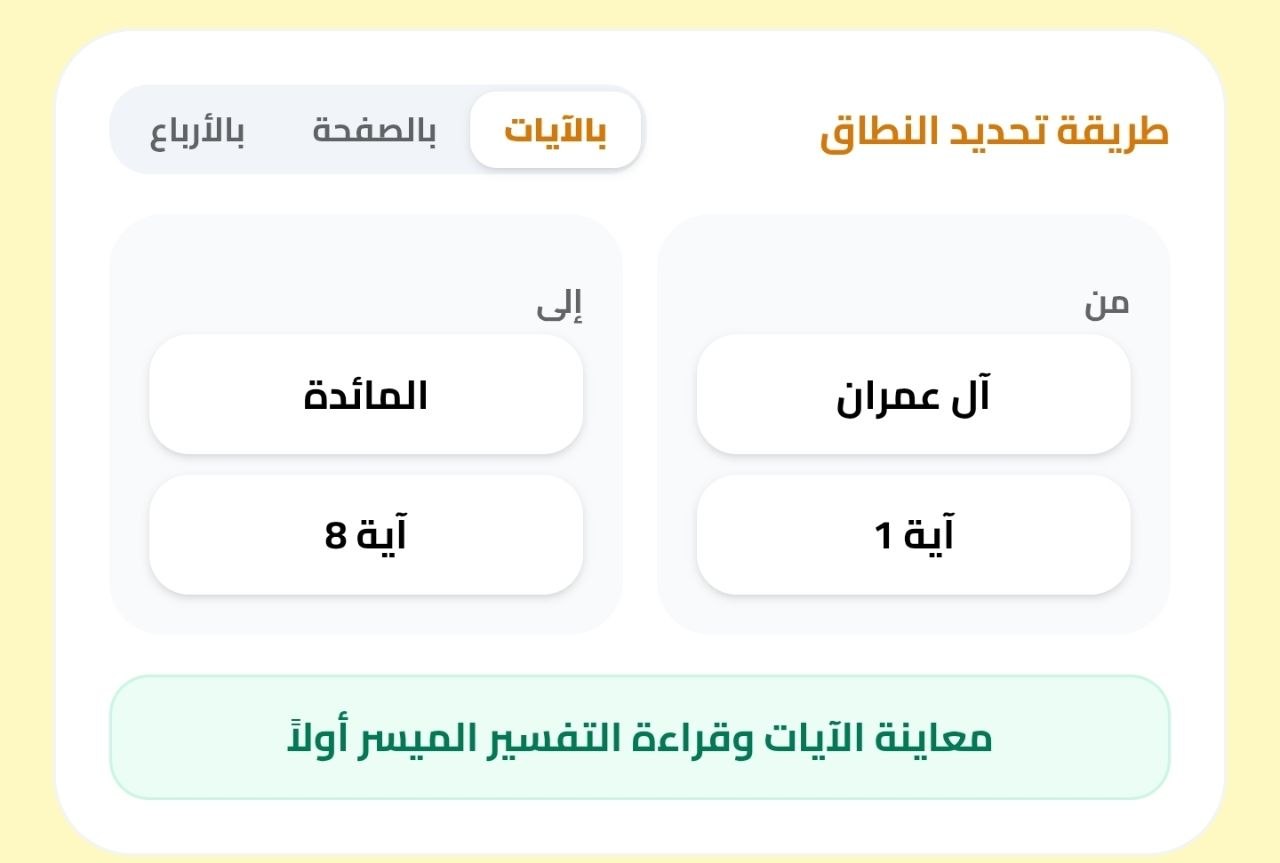 طريقة تحديد النطاق
بالآيات بالصفحة بالأرباع
من
آل عمران
آية 1
إلى
المائدة
آية 8
معاينة الآيات وقراءة التفسير الميسر أولاً